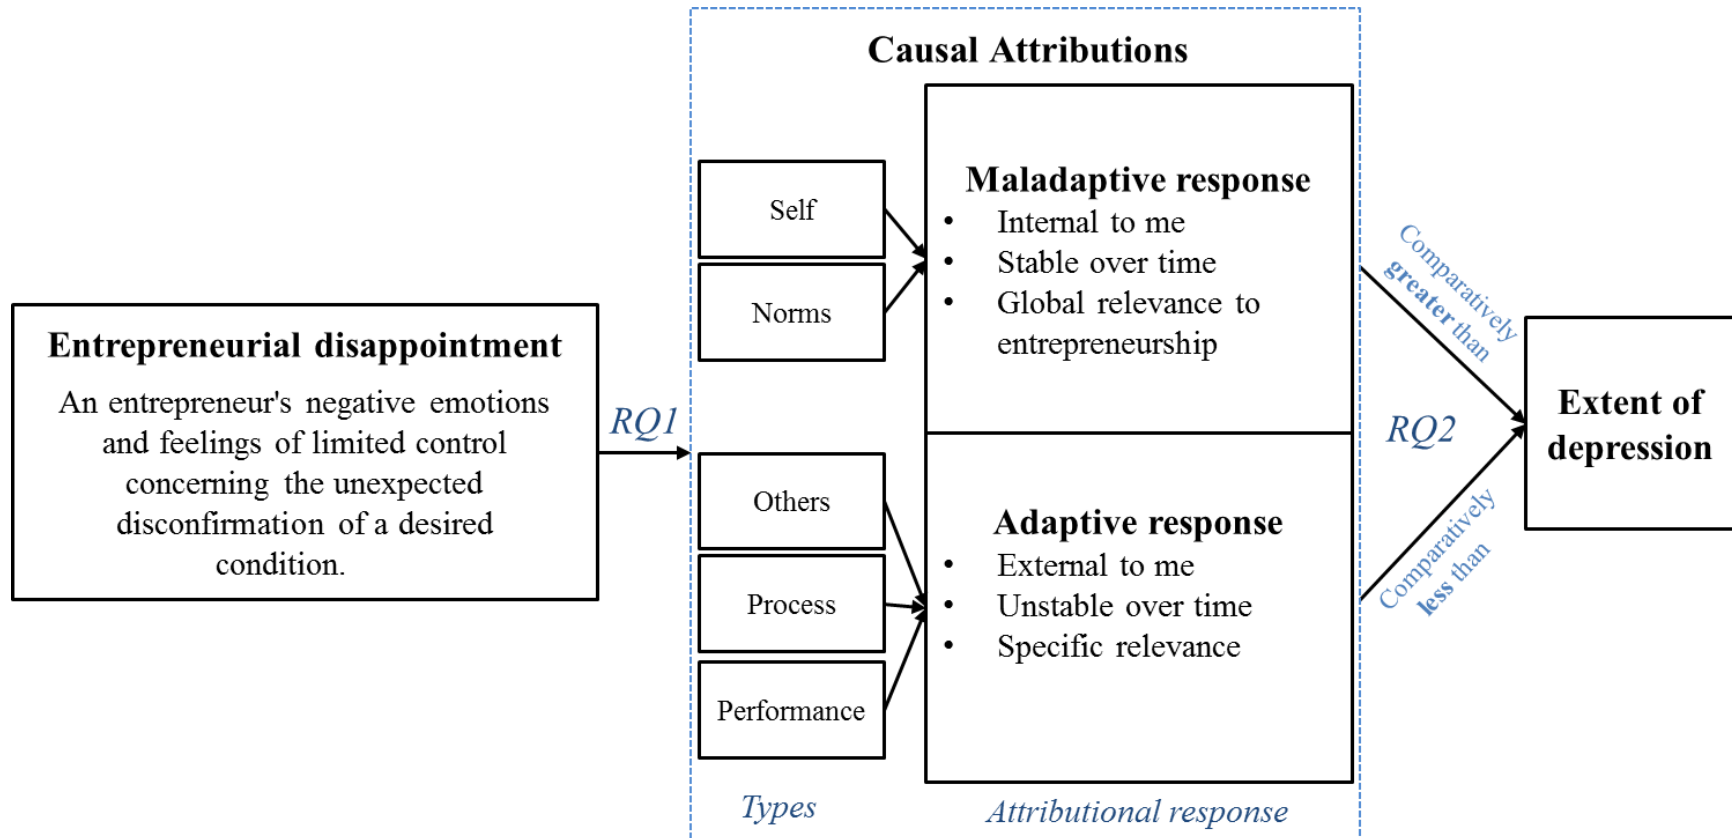 Causal Attributions
Entrepreneurial disappointment
An entrepreneur's negative emotions
and feelings of limited control
concerning the unexpected
disconfirmation of a desired
condition.
RQ1
Self
Norms
Others
Process
Performance
Types
Maladaptive response
• Internal to me
• Stable over time
• Global relevance to
entrepreneurship
Adaptive response
• External to me
• Unstable over time
• Specific relevance
Attributional response
Comparatively
greater than
RQ2
Comparatively
less than
Extent of
depression